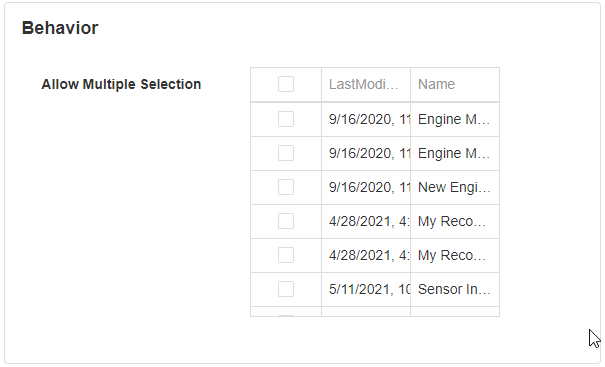 Behavior
Allow Multiple Selection
LastModi... Name
9/16/2020, 11 Engine M...
9/16/2020, 11 Engine M...
9/16/2020, 11 New Engi...
4/28/2021, 4: My Reco...
4/28/2021, 4: My Reco...
5/11/2021, 10 Sensor In...